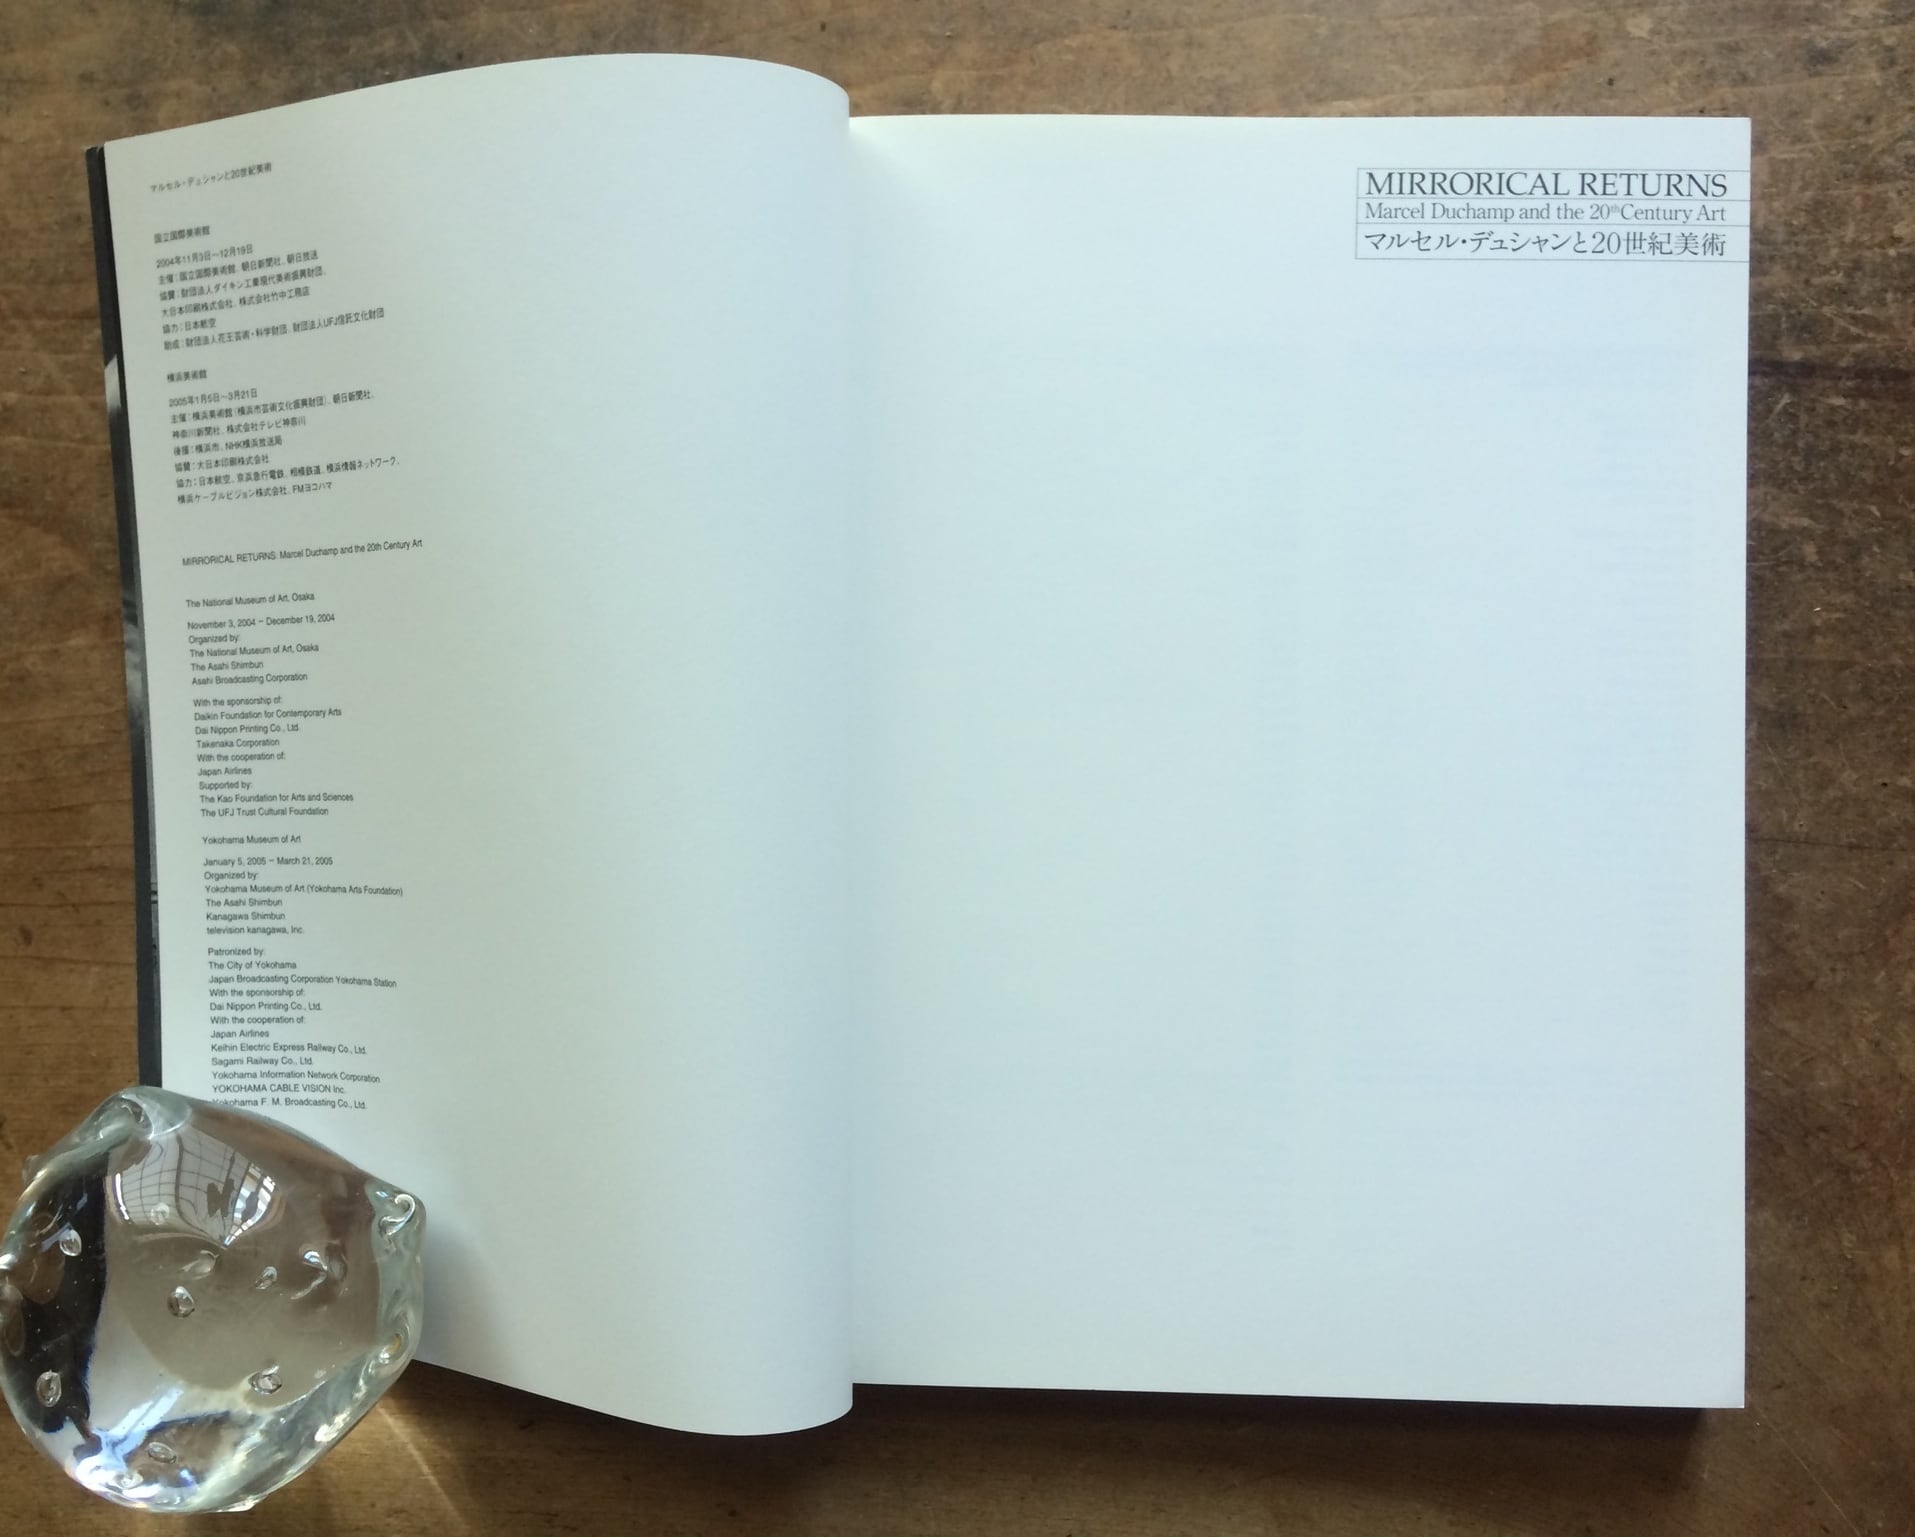 マルセル・デュシャンと20世紀美術
国立国際美術館
2004年11月3日〜12月19日
主催：国立国際美術館、朝日新聞社、朝日放送
協賛：財団法人ダイキン工業現代美術振興財団、
大日本印刷株式会社、株式会社竹中工務店
協力：日本航空
助成：財団法人花王芸術・科学財団、財団法人UFJ信託文化財団
横浜美術館
2005年1月5日〜3月21日
主催：横浜美術館（横浜市芸術文化振興財団）、朝日新聞社、
神奈川新聞社、株式会社テレビ神奈川
後援：横浜市、NHK横浜放送局
協賛：大日本印刷株式会社
協力：日本航空、京浜急行電鉄、相模鉄道、横浜情報ネットワーク、
横浜ケーブルビジョン株式会社、FMヨコハマ
MIRRORICAL RETURNS: Marcel Duchamp and the 20th Century Art
The National Museum of Art, Osaka
November 3, 2004 – December 19, 2004
Organized by:
The National Museum of Art, Osaka
The Asahi Shimbun
Asahi Broadcasting Corporation
With the sponsorship of:
Daikin Foundation for Contemporary Arts
Dai Nippon Printing Co., Ltd.
Takenaka Corporation
With the cooperation of:
Japan Airlines
Supported by:
The Kao Foundation for Arts and Sciences
The UFJ Trust Cultural Foundation
Yokohama Museum of Art
January 5, 2005 – March 21, 2005
Organized by:
Yokohama Museum of Art (Yokohama Arts Foundation)
The Asahi Shimbun
Kanagawa Shimbun
television kanagawa, Inc.
Patronized by:
The City of Yokohama
Japan Broadcasting Corporation Yokohama Station
With the sponsorship of:
Dai Nippon Printing Co., Ltd.
With the cooperation of:
Japan Airlines
Keihin Electric Express Railway Co., Ltd.
Sagami Railway Co., Ltd.
Yokohama Information Network Corporation
YOKOHAMA CABLE VISION Inc.
Yokohama F. M. Broadcasting Co., Ltd.
MIRRORICAL RETURNS
Marcel Duchamp and the 20th Century Art
マルセル・デュシャンと20世紀美術